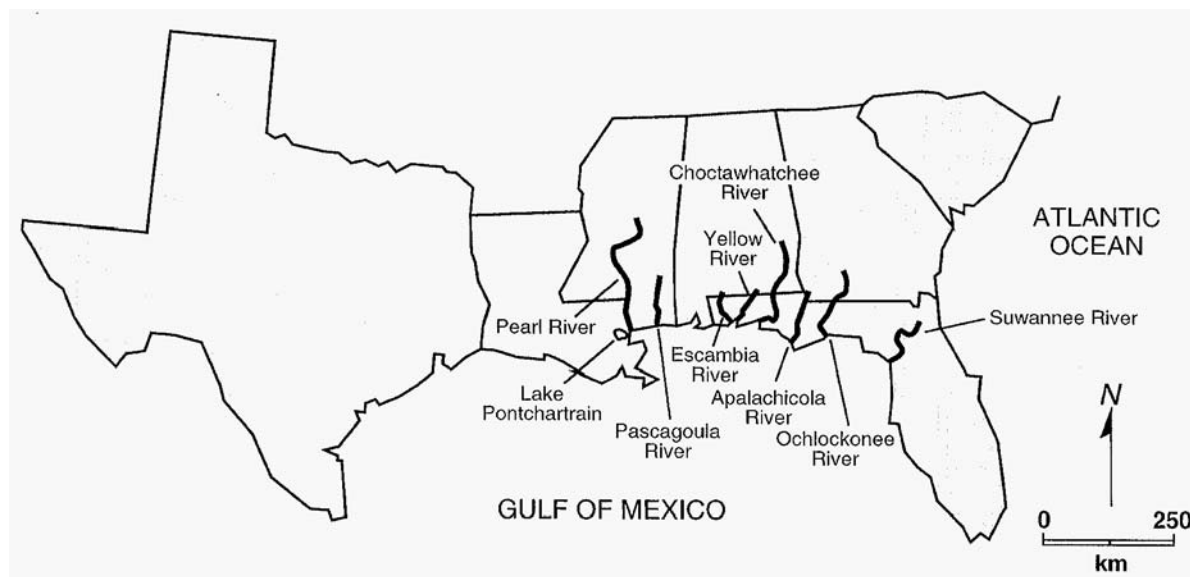 Choctawhatchee
River
Yellow
River
ATLANTIC
OCEAN
Pearl River
Suwannee River
Escambia
River
Lake
Pontchartrain
Apalachicola
River
Pascagoula
River
Ochlockonee
River
N
GULF OF MEXICO
0 250
km